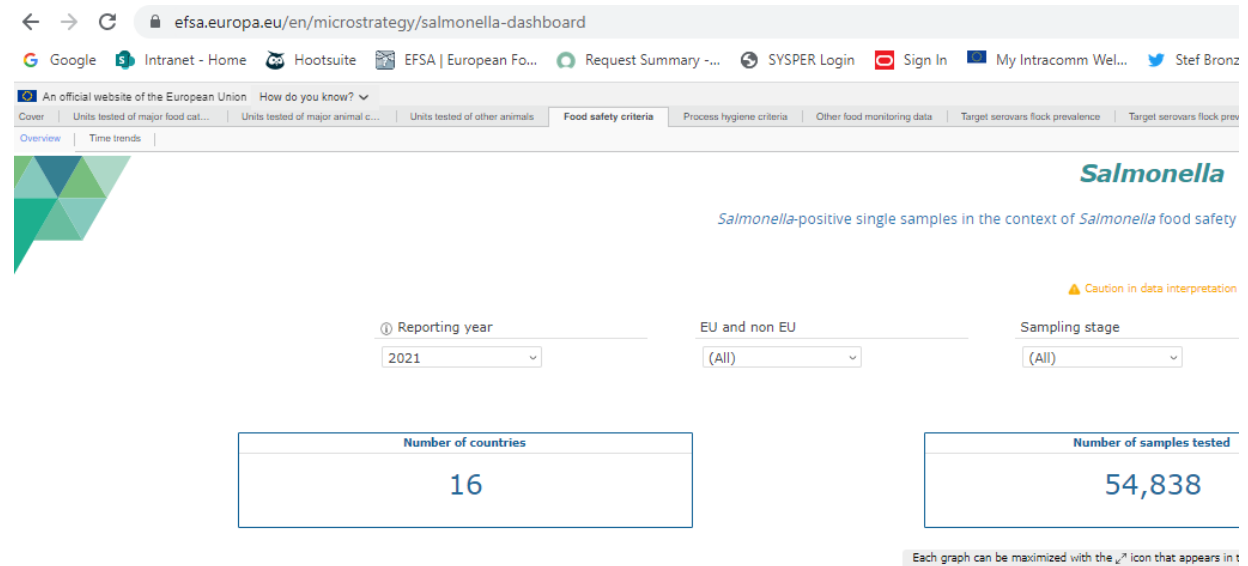 efsa.europa.eu/en/microstrategy/salmonella-dashboard
Google Intranet - Home Hootsuite EFSA | European Fo... Request Summary -... SYSPER Login Sign In My Intracomm Wel... Stef Bronz
An official website of the European Union How do you know?
Cover Units tested of major food cat... Units tested of major animal c... Units tested of other animals Food safety criteria Process hygiene criteria Other food monitoring data Target serovars flock prevalence Target serovars flock prev
Overview Time trends
Salmonella
Salmonella-positive single samples in the context of Salmonella food safety
Caution in data interpretation
Reporting year EU and non EU Sampling stage
2021 (All) (All)
Number of countries Number of samples tested
16 54,838
Each graph can be maximized with the icon that appears in t